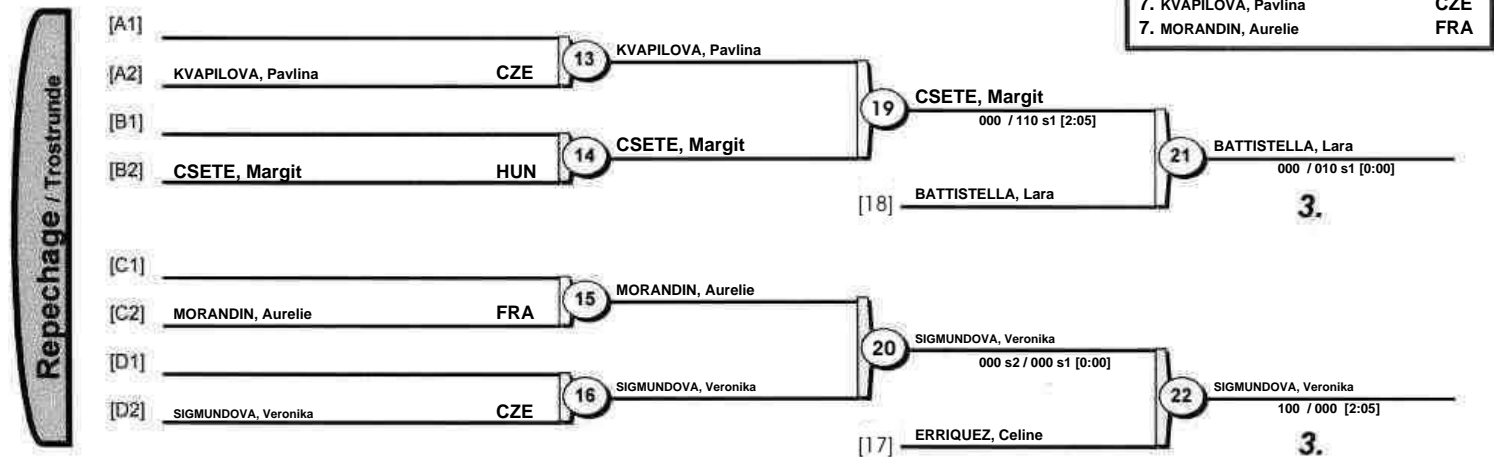 7. KVAPILOVA, Pavlina CZE
7. MORANDIN, Aurelie FRA
Repechage / Trostrunde
[A1]
[A2] KVAPILOVA, Pavlina CZE
13 KVAPILOVA, Pavlina
[B1]
[B2] CSETE, Margit HUN
14 CSETE, Margit
19 CSETE, Margit
000 / 110 s1 [2:05]
[18] BATTISTELLA, Lara
21 BATTISTELLA, Lara
000 / 010 s1 [0:00]
3.
[C1]
[C2] MORANDIN, Aurelie FRA
15 MORANDIN, Aurelie
[D1]
[D2] SIGMUNDOVA, Veronika CZE
16 SIGMUNDOVA, Veronika
20 SIGMUNDOVA, Veronika
000 s2 / 000 s1 [0:00]
[17] ERRIQUEZ, Celine
22 SIGMUNDOVA, Veronika
100 / 000 [2:05]
3.